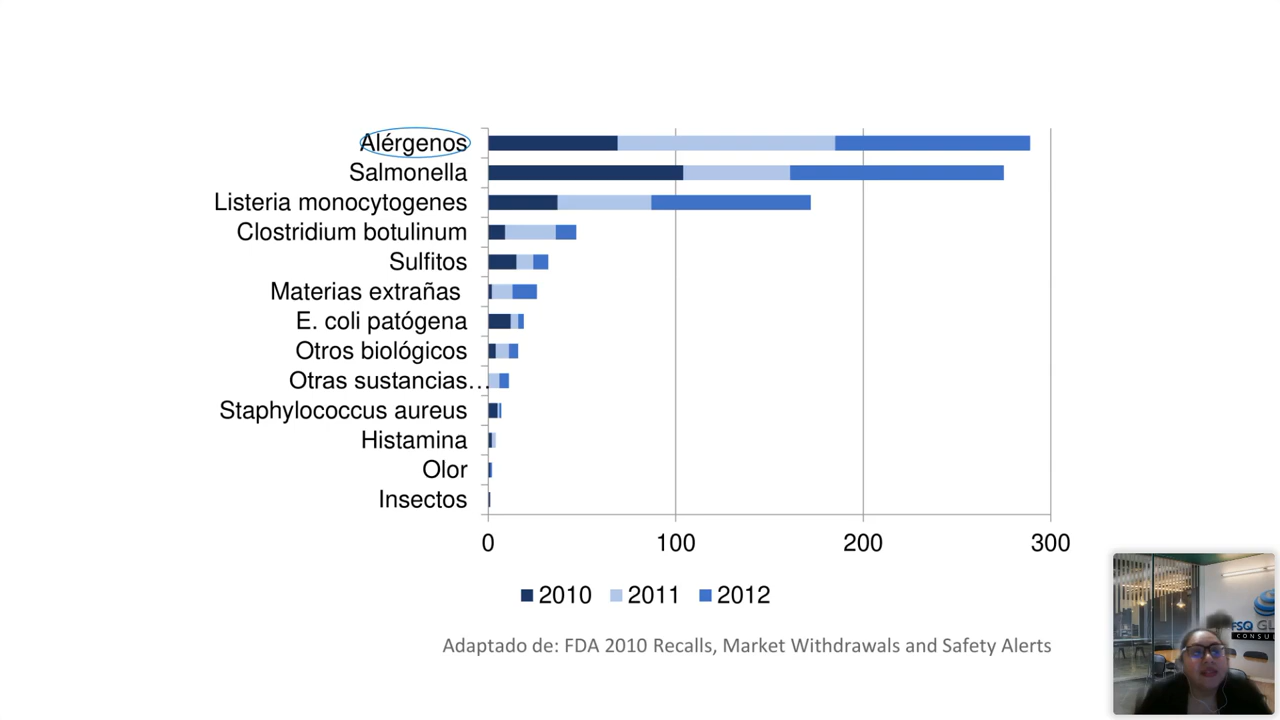 Alérgenos
Salmonella
Listeria monocytogenes
Clostridium botulinum
Sulfitos
Materias extrañas
E. coli patógena
Otros biológicos
Otras sustancias…
Staphylococcus aureus
Histamina
Olor
Insectos
0 100 200 300
2010 2011 2012
Adaptado de: FDA 2010 Recalls, Market Withdrawals and Safety Alerts